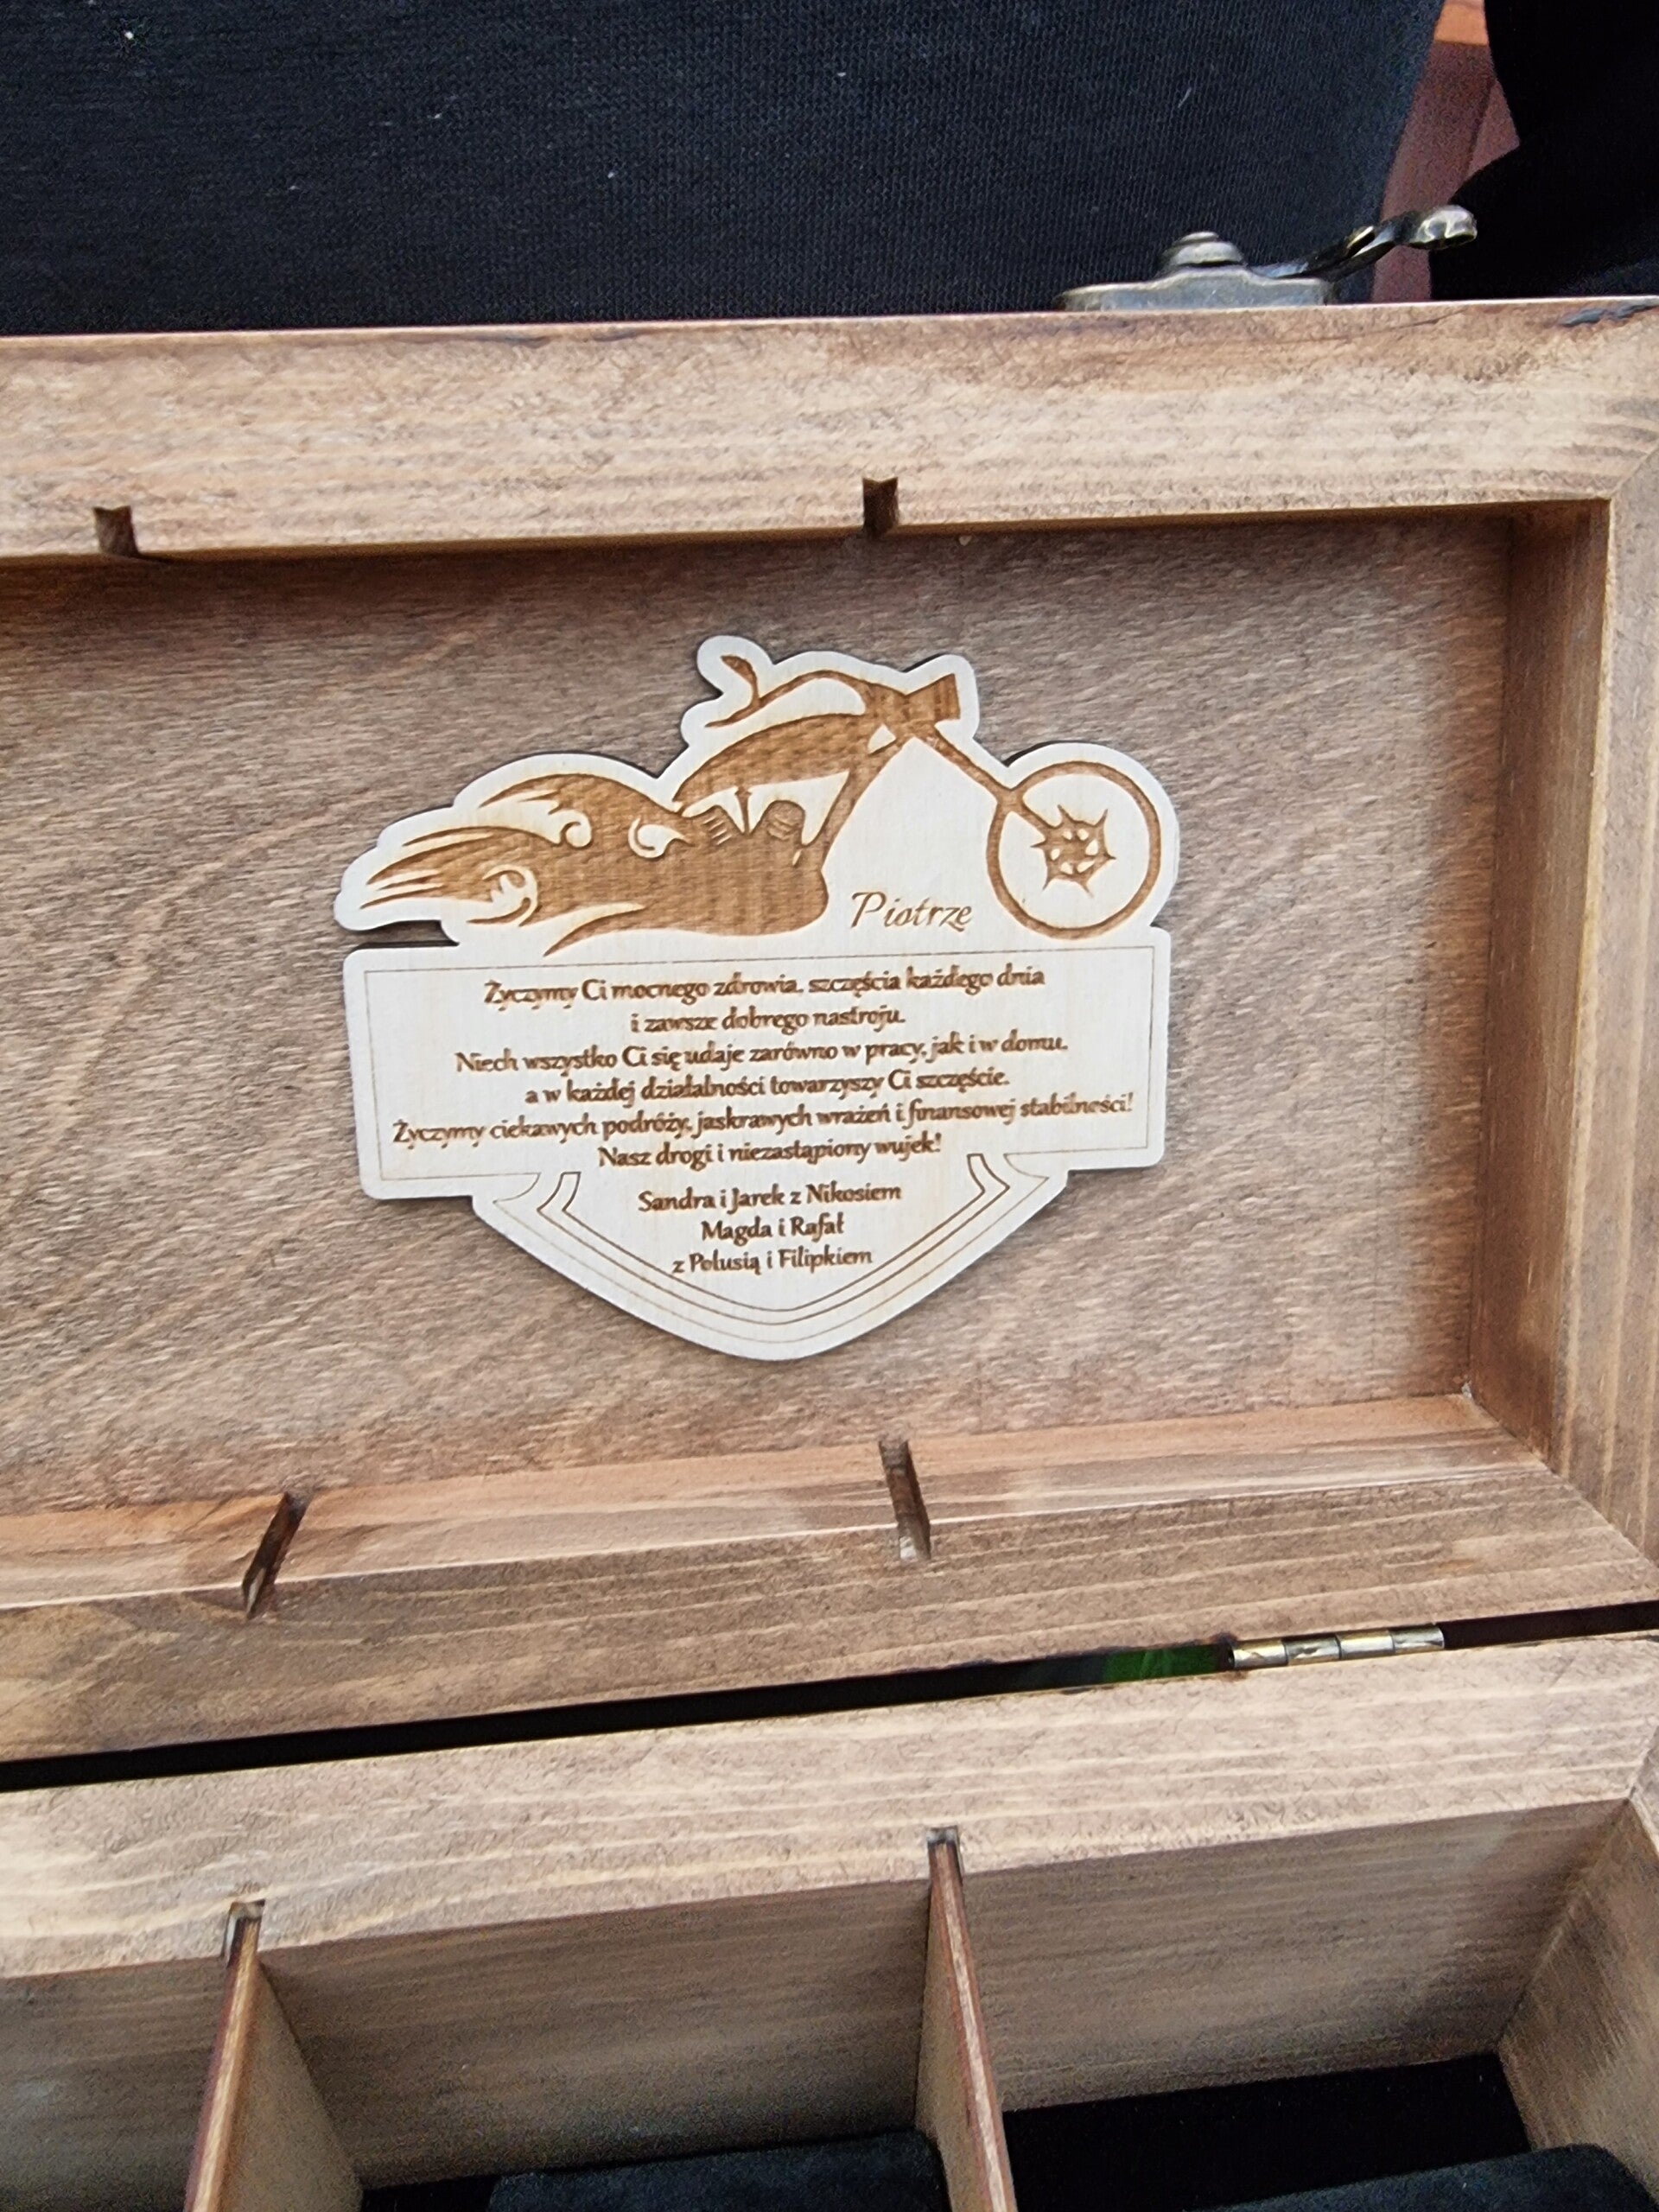 Piotrze
Życzymy Ci mocnego zdrowia, szczęścia każdego dnia
i zawsze dobrego nastroju.
Niech wszystko Ci się udaje zarówno w pracy, jak i w domu,
a w każdej działalności towarzyszy Ci szczęście.
Życzymy ciekawych podróży, jaskrawych wrażeń i finansowej stabilności!
Nasz drogi i niezastąpiony wujek!
Sandra i Jarek z Nikosiem
Magda i Rafał
z Polusią i Filipkiem